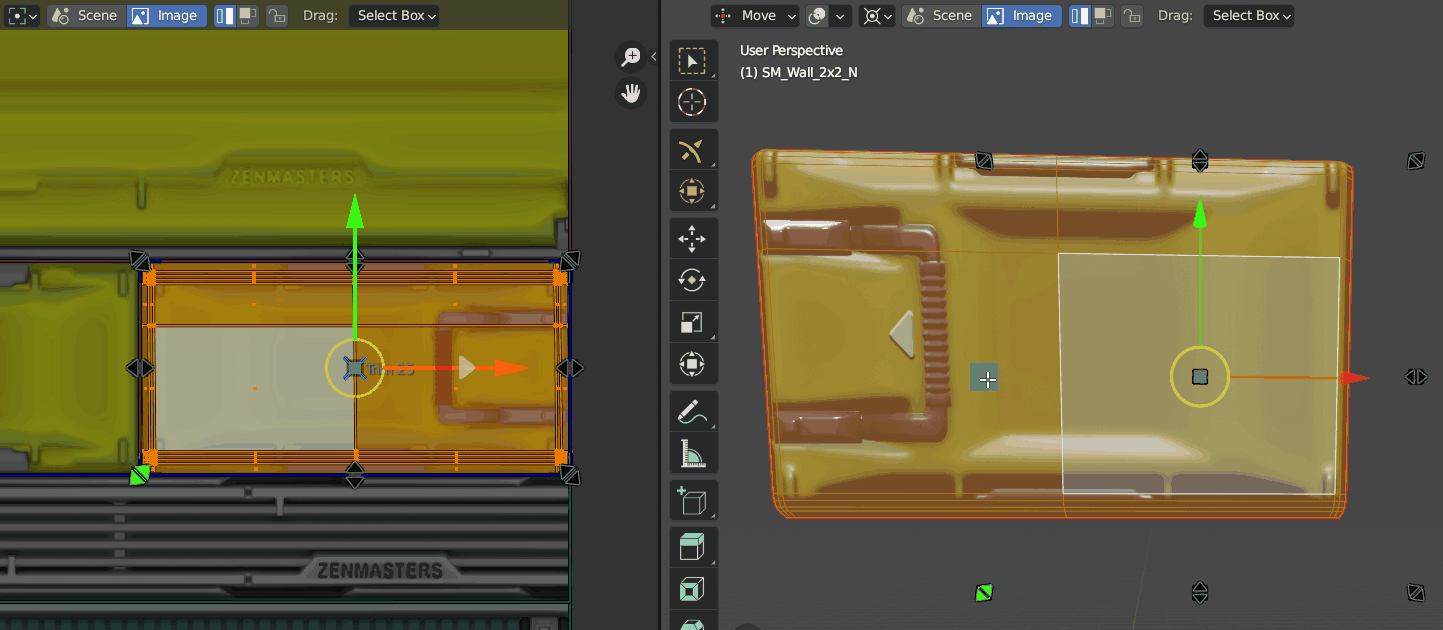 Scene Image Drag: Select Box
Move Scene Image Drag: Select Box
User Perspective
(1) SM_Wall_2x2_N
ZENMASTERS
ZENMASTERS